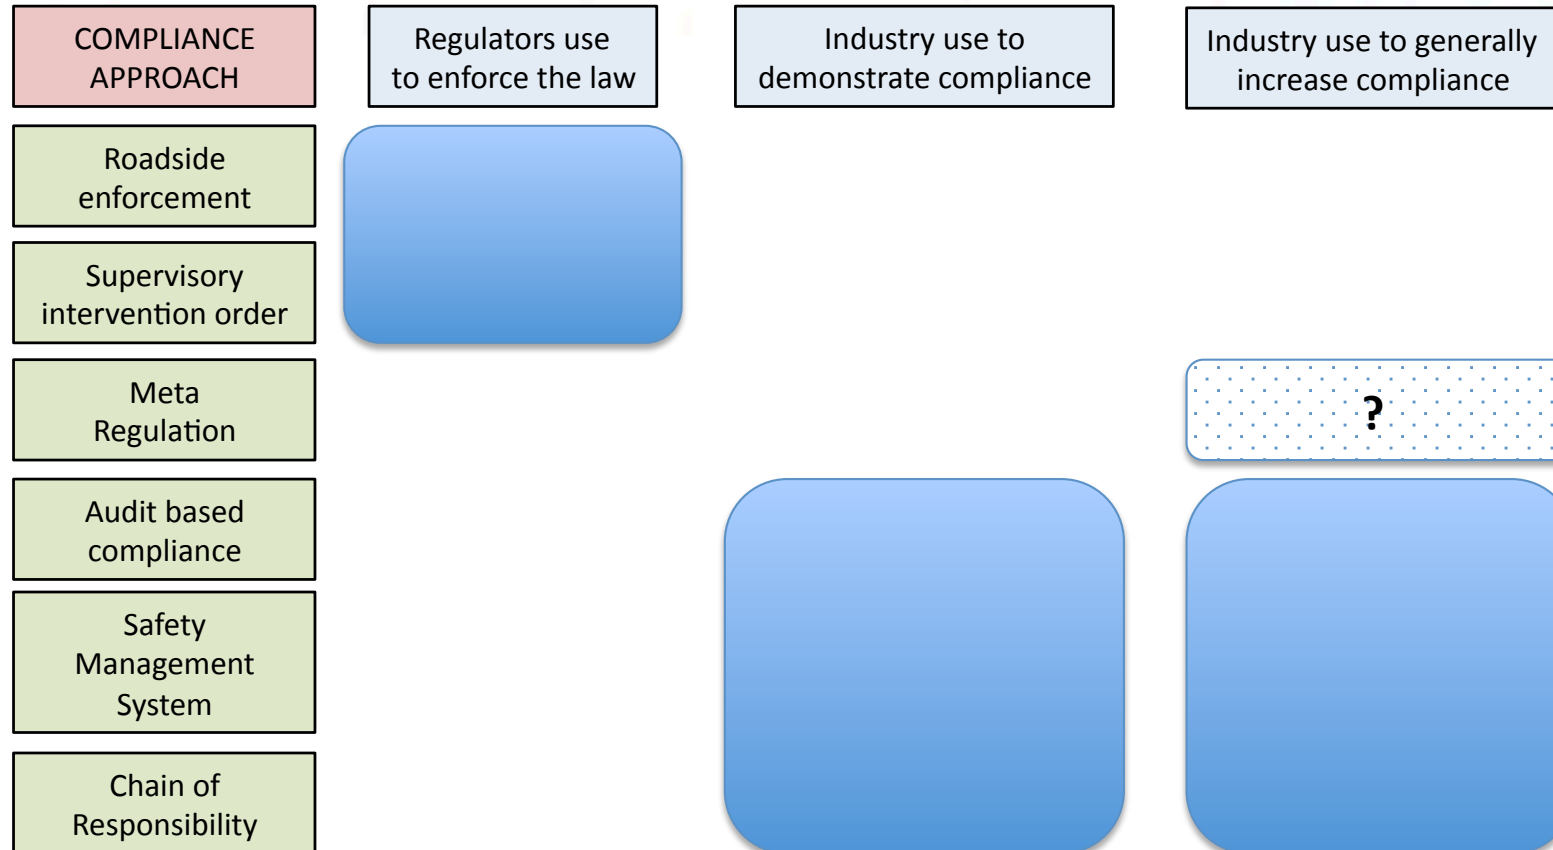 COMPLIANCE
APPROACH
Regulators use
to enforce the law
Industry use to
demonstrate compliance
Industry use to generally
increase compliance
Roadside
enforcement
Supervisory
intervention order
Meta
Regulation
?
Audit based
compliance
Safety
Management
System
Chain of
Responsibility